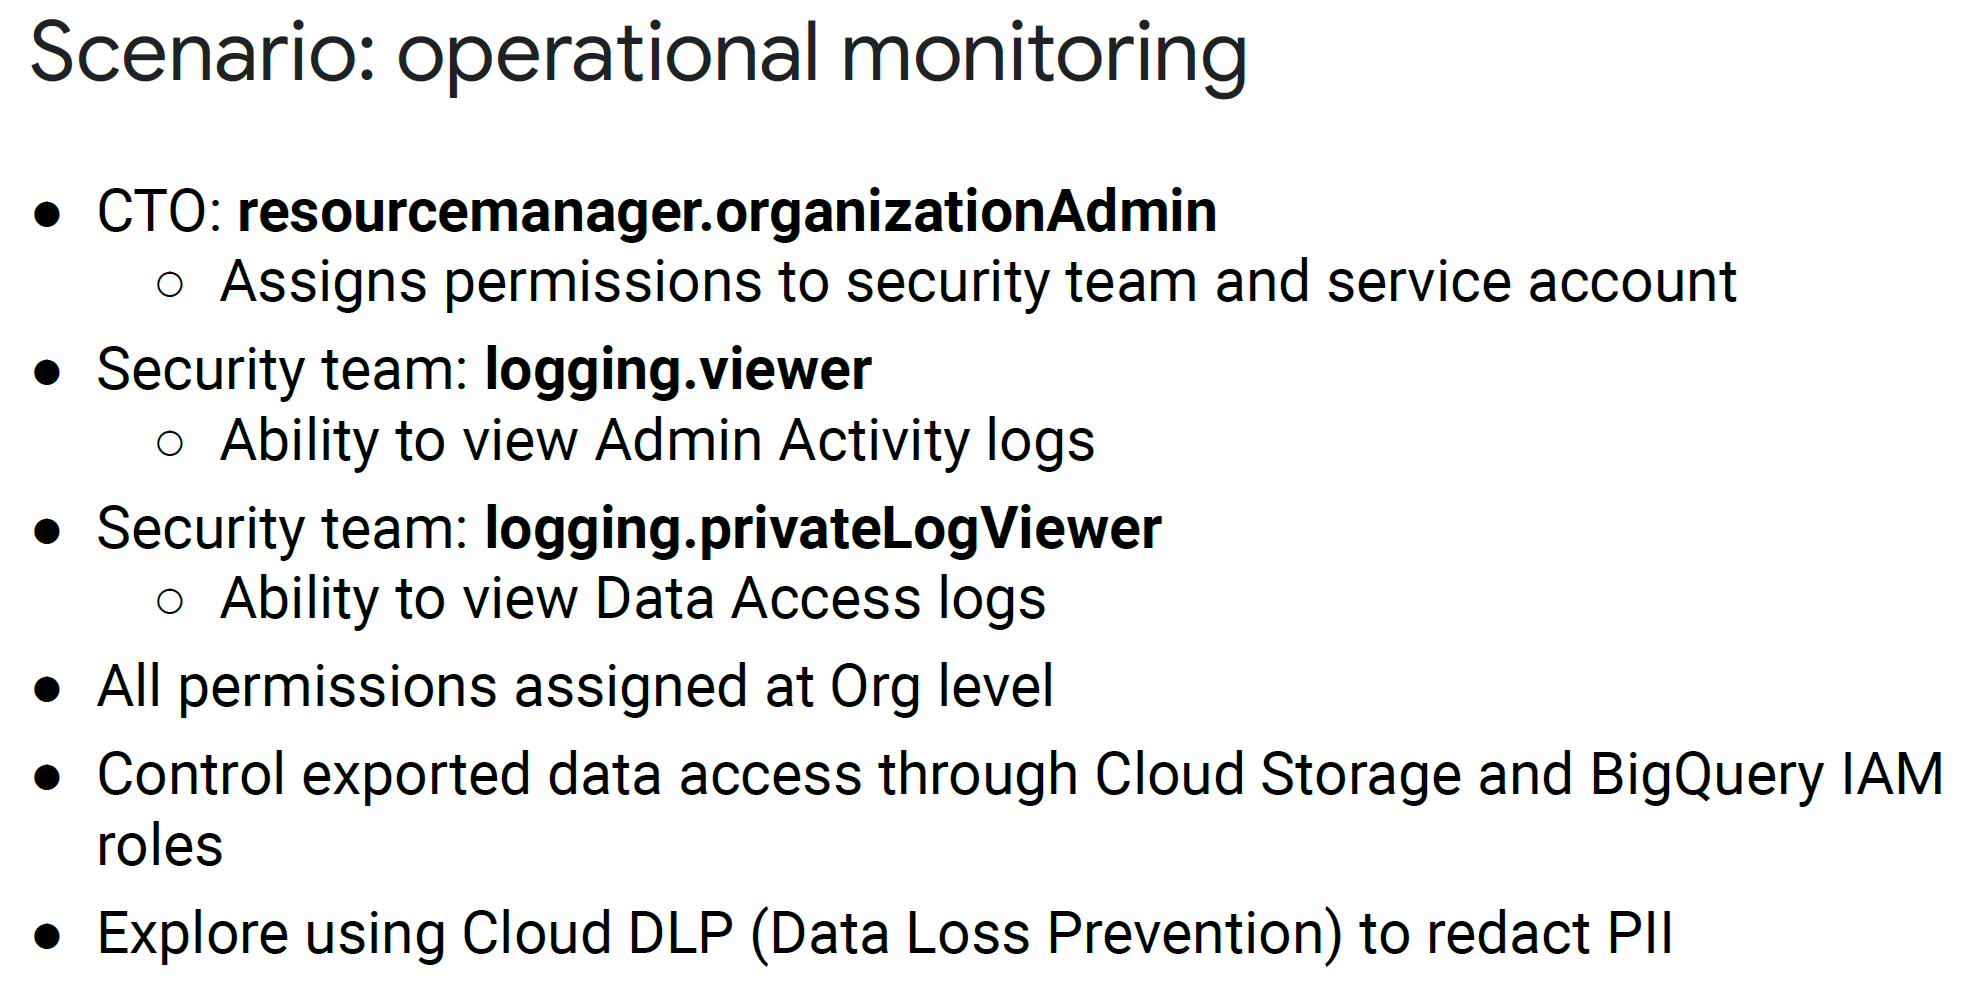 Scenario: operational monitoring
● CTO: resourcemanager.organizationAdmin
○ Assigns permissions to security team and service account
● Security team: logging.viewer
○ Ability to view Admin Activity logs
● Security team: logging.privateLogViewer
○ Ability to view Data Access logs
● All permissions assigned at Org level
● Control exported data access through Cloud Storage and BigQuery IAM
roles
● Explore using Cloud DLP (Data Loss Prevention) to redact PII